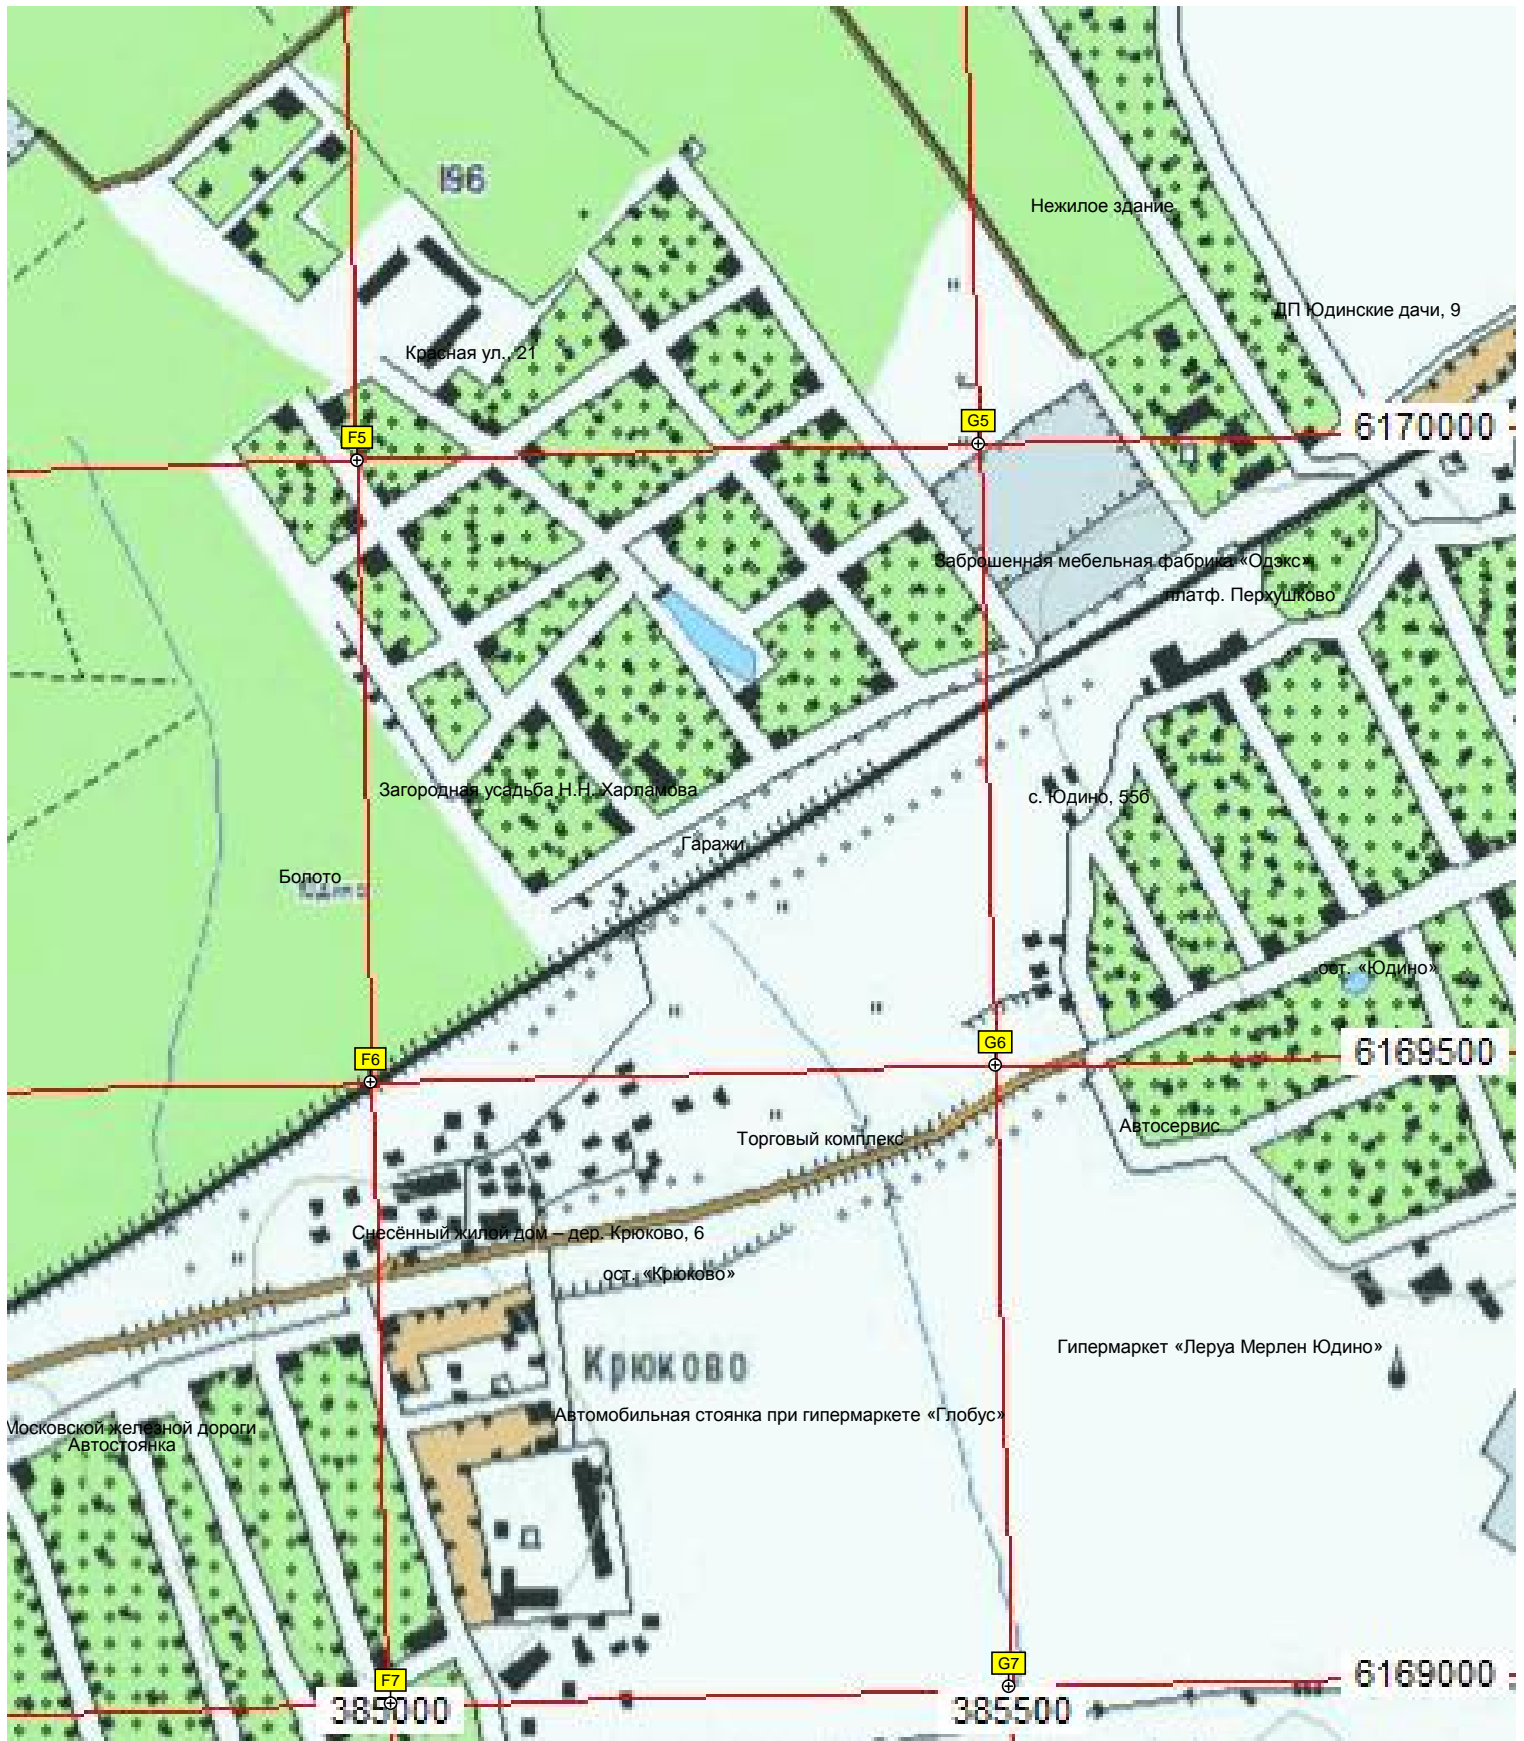 196
Нежилое здание
ДП Юдинские дачи, 9
Красная ул., 21
G5
6170000
F5
Заброшенная мебельная фабрика «Одэкс»
платф. Перхушково
Загородная усадьба Н.Н. Харламова
с. Юдино, 55б
Гаражи
Болото
ост. «Юдино»
F6
G6
6169500
Автосервис
Торговый комплекс
Снесённый жилой дом – дер. Крюково, 6
ост. «Крюково»
Гипермаркет «Леруа Мерлен Юдино»
Крюково
Автомобильная стоянка при гипермаркете «Глобус»
Московской железной дороги
Автостоянка
F7
G7
6169000
385000
385500